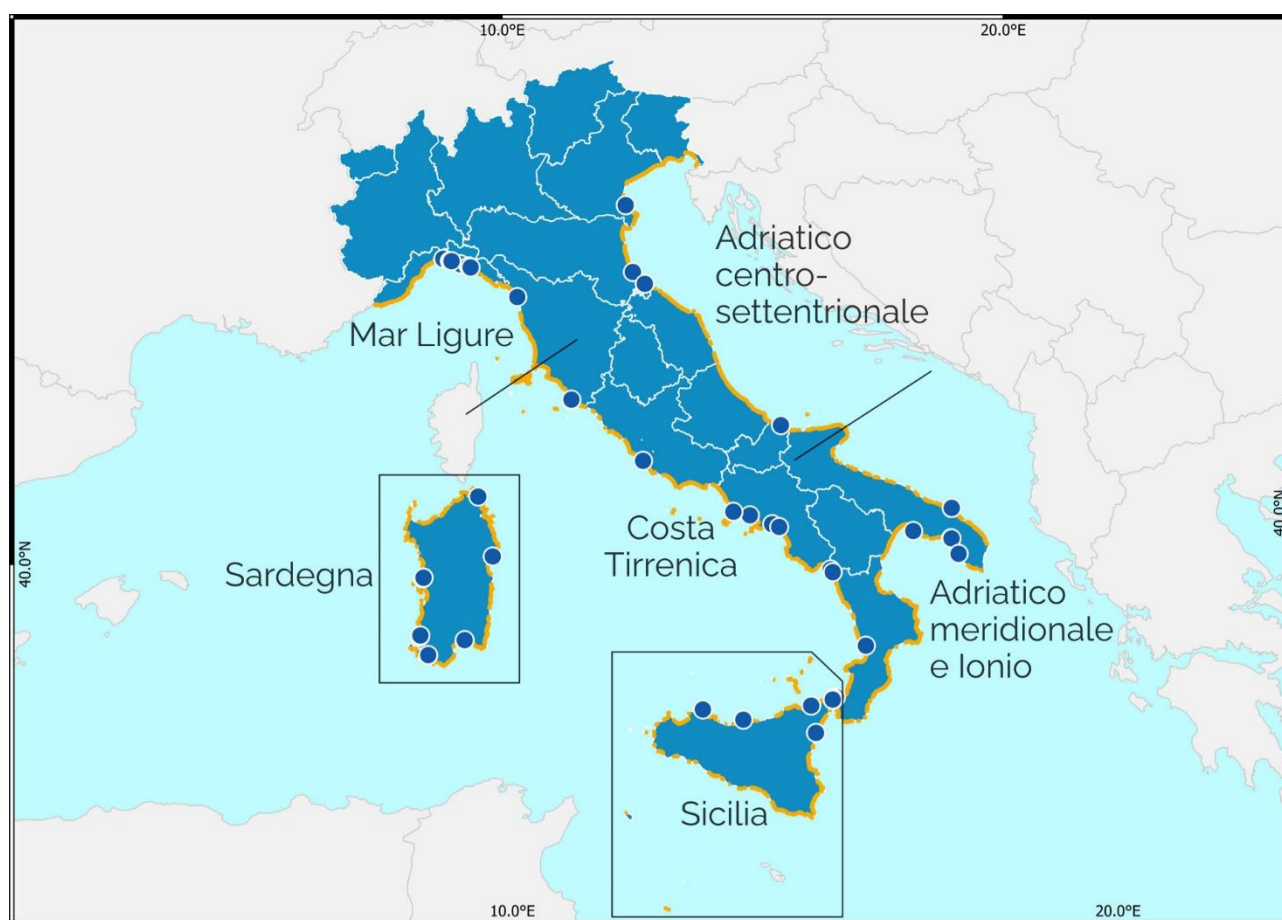 10.0°E
20.0°E
Adriatico
centro-
settentrionale
Mar Ligure
40.0°N
40.0°N
Costa
Tirrenica
Sardegna
Adriatico
meridionale
e Ionio
Sicilia
10.0°E
20.0°E